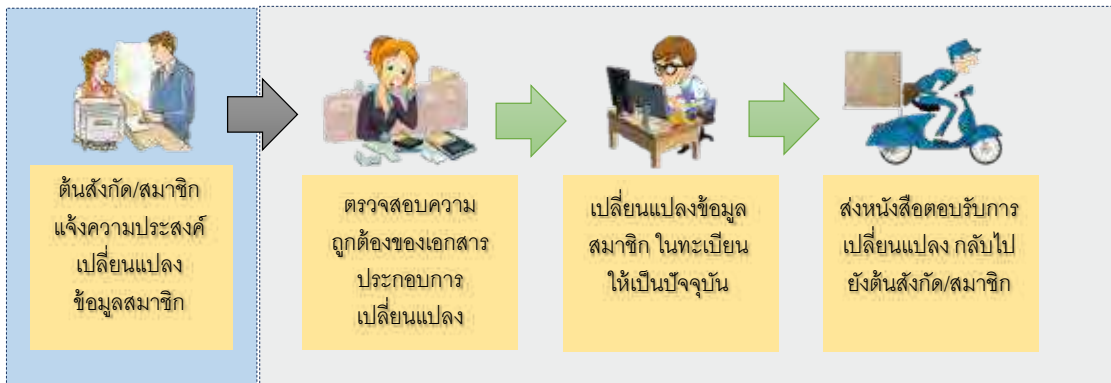 ต้นสังกัด/สมาชิก
แจ้งความประสงค์
เปลี่ยนแปลง
ข้อมูลสมาชิก
ตรวจสอบความ
ถูกต้องของเอกสาร
ประกอบการ
เปลี่ยนแปลง
เปลี่ยนแปลงข้อมูล
สมาชิก ในทะเบียน
ให้เป็นปัจจุบัน
ส่งหนังสือตอบรับการ
เปลี่ยนแปลง กลับไป
ยังต้นสังกัด/สมาชิก